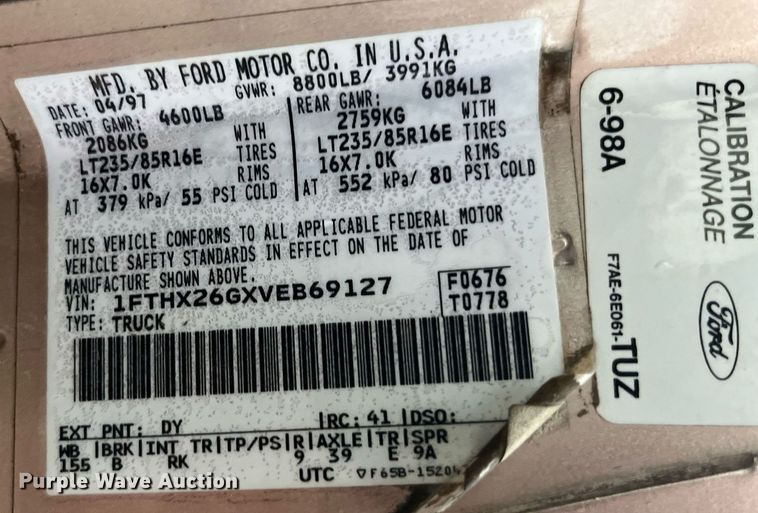 MFD. BY FORD MOTOR CO. IN U.S.A.
DATE: 04/97 GVWR: 8800LB/ 3991KG
FRONT GAWR: 4600LB REAR GAWR: 6084LB
2086KG WITH 2759KG WITH
LT235/85R16E TIRES LT235/85R16E TIRES
16X7.0K RIMS 16X7.0K RIMS
AT 379 kPa/ 55 PSI COLD AT 552 kPa/ 80 PSI COLD
THIS VEHICLE CONFORMS TO ALL APPLICABLE FEDERAL MOTOR
VEHICLE SAFETY STANDARDS IN EFFECT ON THE DATE OF
MANUFACTURE SHOWN ABOVE.
VIN: 1FTHX26GXVEB69127 F0676
TYPE: TRUCK T0778
EXT PNT: DY RC: 41 DSO:
WB BRK INT TR TP/PS R AXLE TR SPR
155 B RK 9 39 E 9A
UTC ▽F65B-1520
CALIBRATION
ÉTALONNAGE
6-98A
F7AE-6E061-TUZ
Ford
Purple Wave Auction